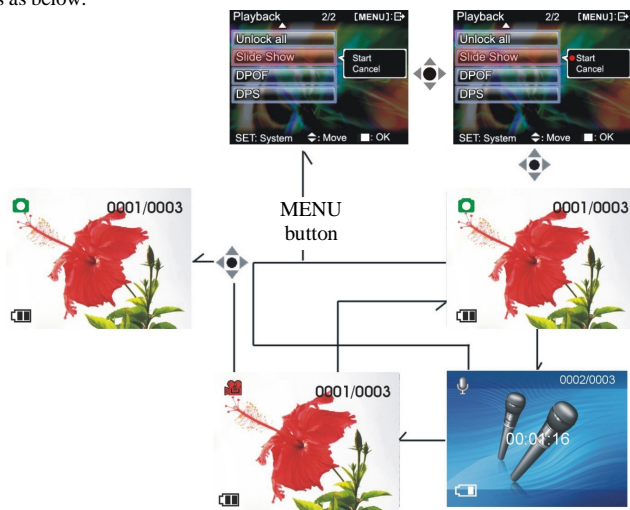 s as below:
Playback 2/2 [MENU]:
Unlock all
Slide Show
Start
Cancel
DPOF
DPS
SET: System : Move : OK
Playback 2/2 [MENU]:
Unlock all
Slide Show
Start
Cancel
DPOF
DPS
SET: System : Move : OK
0001/0003
MENU
button
0001/0003
0001/0003
0002/0003
00:01:16